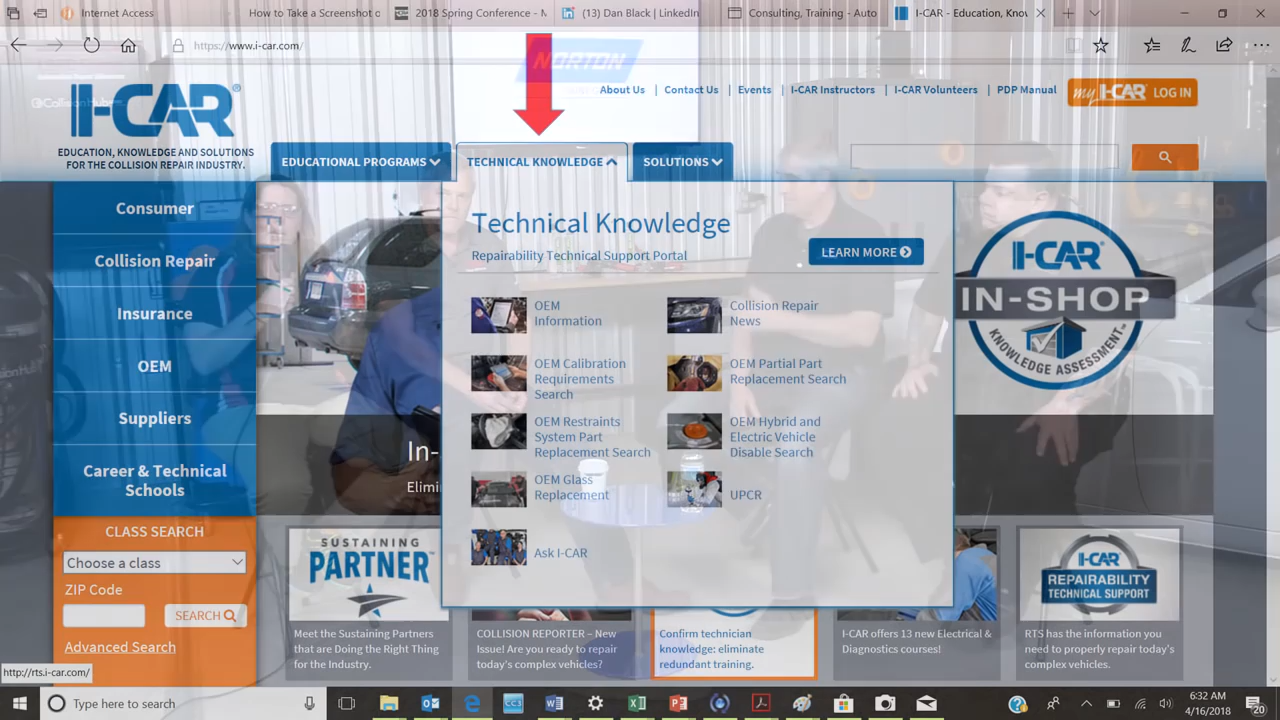 Internet Access
How to Take a Screenshot o
2018 Spring Conference - N
(13) Dan Black | LinkedIn
Consulting, Training - Auto
I-CAR - Education, Know
https://www.i-car.com/
NORTON
CollisionHub
I-CAR®
EDUCATION, KNOWLEDGE AND SOLUTIONS
FOR THE COLLISION REPAIR INDUSTRY.
About Us | Contact Us | Events | I-CAR Instructors | I-CAR Volunteers | PDP Manual
my I-CAR LOG IN
EDUCATIONAL PROGRAMS
TECHNICAL KNOWLEDGE
SOLUTIONS
Consumer
Collision Repair
Insurance
OEM
Suppliers
Career & Technical
Schools
CLASS SEARCH
Choose a class
ZIP Code
SEARCH
Advanced Search
Technical Knowledge
Repairability Technical Support Portal
LEARN MORE
OEM
Information
Collision Repair
News
OEM Calibration
Requirements
Search
OEM Partial Part
Replacement Search
OEM Restraints
System Part
Replacement Search
OEM Hybrid and
Electric Vehicle
Disable Search
OEM Glass
Replacement
UPCR
Ask I-CAR
In-
Elimi
I-CAR®
IN-SHOP
KNOWLEDGE ASSESSMENT™
SUSTAINING
PARTNER™
Meet the Sustaining Partners
that are Doing the Right Thing
for the Industry.
COLLISION REPORTER – New
Issue! Are you ready to repair
today's complex vehicles?
Confirm technician
knowledge: eliminate
redundant training.
I-CAR offers 13 new Electrical &
Diagnostics courses!
I-CAR
REPAIRABILITY
TECHNICAL SUPPORT
RTS has the information you
need to properly repair today's
complex vehicles.
http://rts.i-car.com/
Type here to search
CC3
6:32 AM
4/16/2018
20